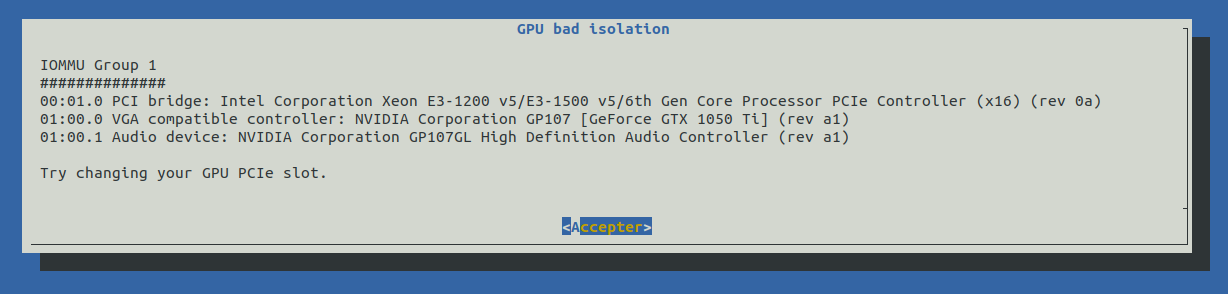 GPU bad isolation
IOMMU Group 1
##############
00:01.0 PCI bridge: Intel Corporation Xeon E3-1200 v5/E3-1500 v5/6th Gen Core Processor PCIe Controller (x16) (rev 0a)
01:00.0 VGA compatible controller: NVIDIA Corporation GP107 [GeForce GTX 1050 Ti] (rev a1)
01:00.1 Audio device: NVIDIA Corporation GP107GL High Definition Audio Controller (rev a1)
Try changing your GPU PCIe slot.
<Accepter>